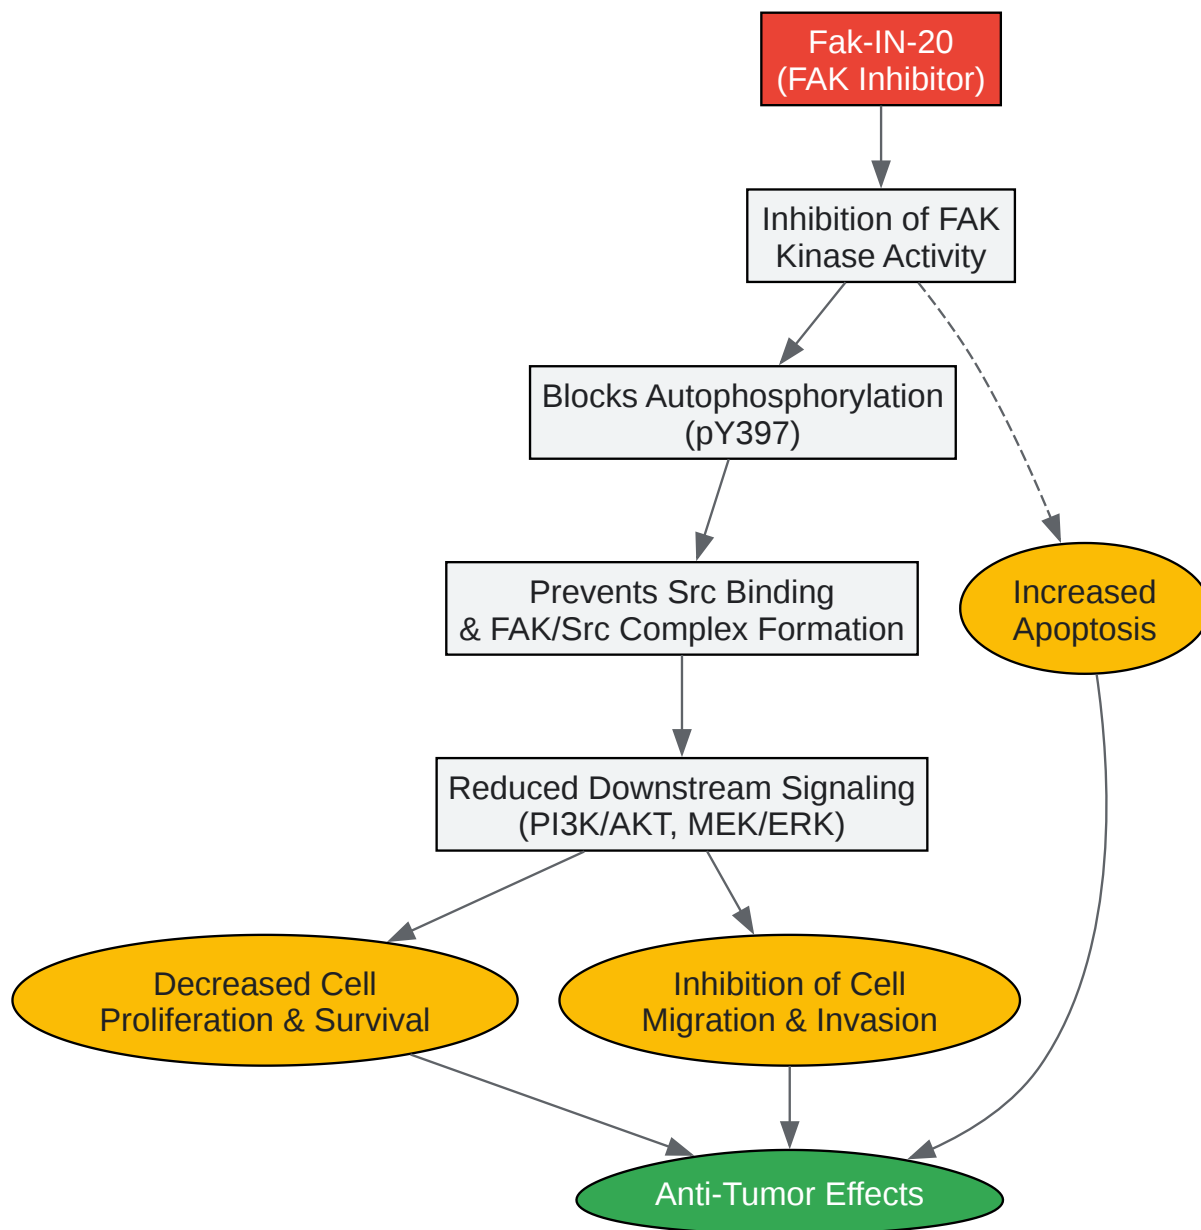 Fak-IN-20
(FAK Inhibitor)
Inhibition of FAK
Kinase Activity
Blocks Autophosphorylation
(pY397)
Prevents Src Binding
& FAK/Src Complex Formation
Increased
Apoptosis
Reduced Downstream Signaling
(PI3K/AKT, MEK/ERK)
Decreased Cell
Proliferation & Survival
Inhibition of Cell
Migration & Invasion
Anti-Tumor Effects